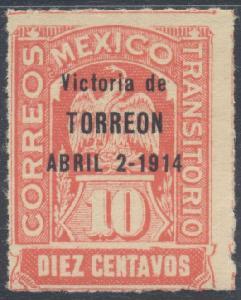 MEXICO
CORREOS
TRANSITORIO
Victoria de
TORREON
ABRIL 2-1914
10
DIEZ CENTAVOS